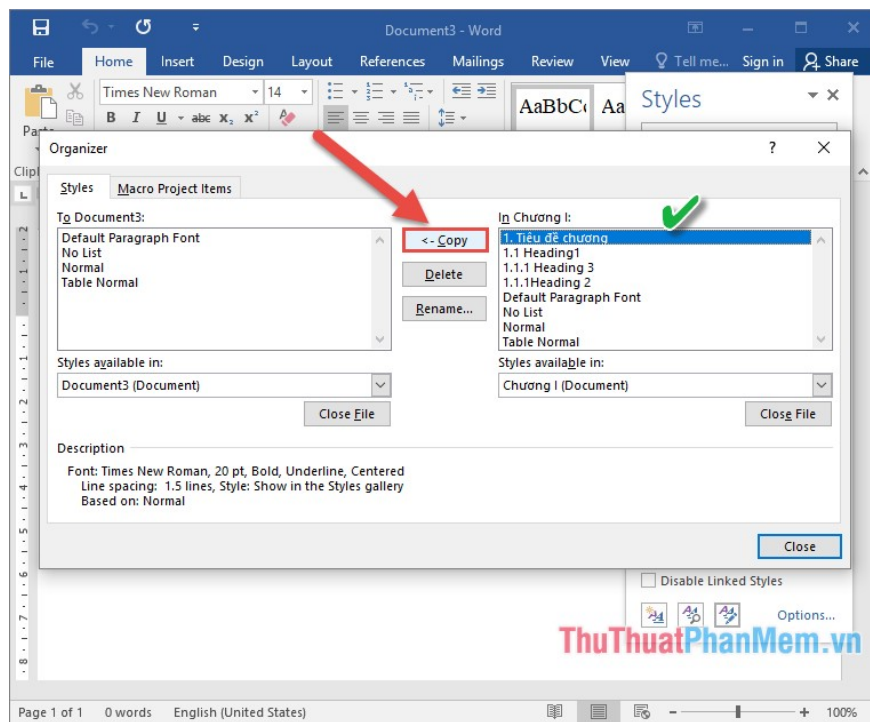 Document3 - Word
File Home Insert Design Layout References Mailings Review View Tell me... Sign in Share
Times New Roman 14
B I U abc X₂ X²
AaBbC
Aa
Styles
Organizer ? X
Styles Macro Project Items
To Document3:
Default Paragraph Font
No List
Normal
Table Normal
<- Copy
Delete
Rename...
In Chương I:
1. Tiêu đề chương
1.1 Heading1
1.1.1 Heading 3
1.1.1Heading 2
Default Paragraph Font
No List
Normal
Table Normal
Styles available in:
Document3 (Document)
Close File
Styles available in:
Chương I (Document)
Close File
Description
Font: Times New Roman, 20 pt, Bold, Underline, Centered
Line spacing: 1.5 lines, Style: Show in the Styles gallery
Based on: Normal
Close
Disable Linked Styles
Options...
ThuThuatPhanMem.vn
Page 1 of 1 0 words English (United States) 100%